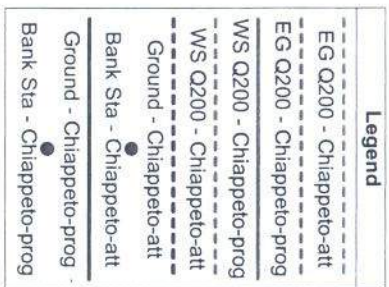 Legend
EG Q200 - Chiappeto-att
EG Q200 - Chiappeto-prog
WS Q200 - Chiappeto-prog
WS Q200 - Chiappeto-att
Ground - Chiappeto-att
Bank Sta - Chiappeto-att
Ground - Chiappeto-prog
Bank Sta - Chiappeto-prog